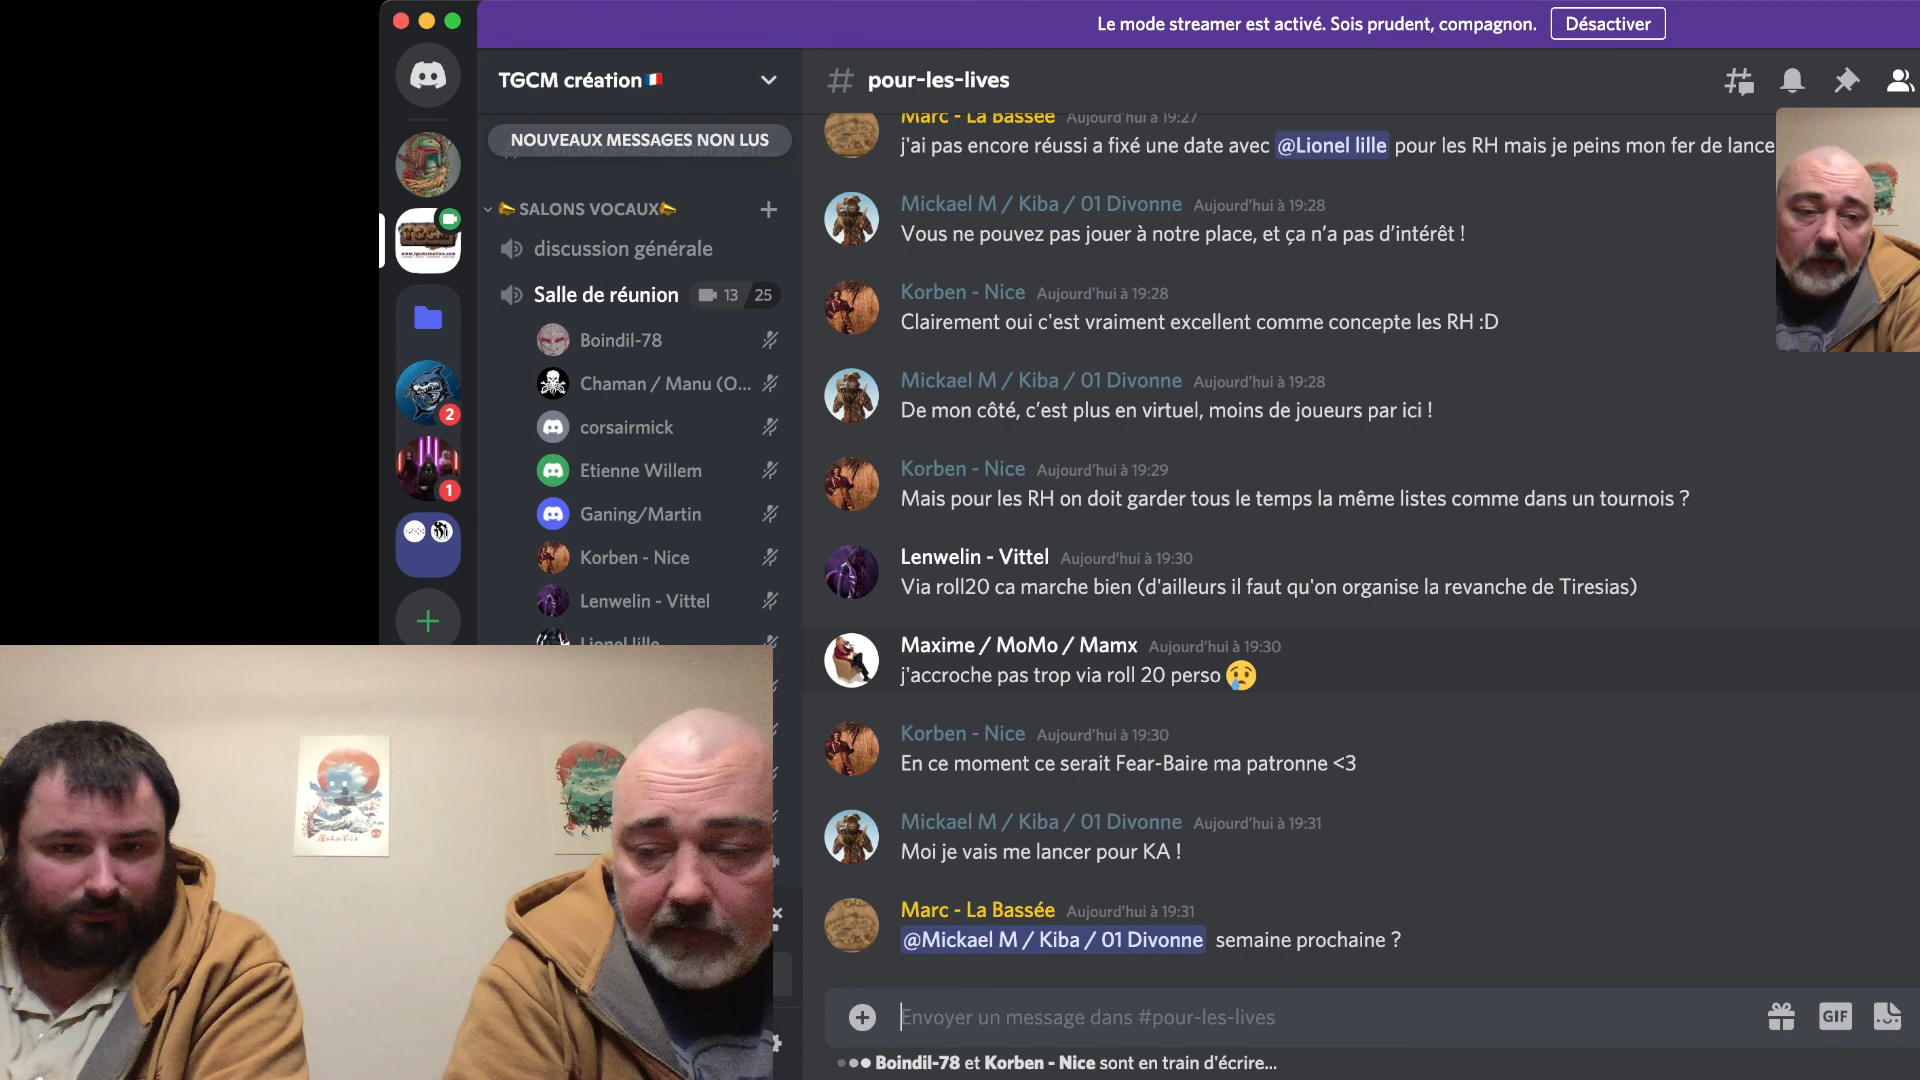 Le mode streamer est activé. Sois prudent, compagnon.
Désactiver
TGCM création🇫🇷
NOUVEAUX MESSAGES NON LUS
SALONS VOCAUX
discussion générale
Salle de réunion 13 25
Boindil-78
Chaman / Manu (O...
corsairmick
Etienne Willem
Ganing/Martin
Korben - Nice
Lenwelin - Vittel
Lionel lille
2
1
# pour-les-lives
Marc - La Bassée Aujourd'hui à 19:27
j'ai pas encore réussi a fixé une date avec @Lionel lille pour les RH mais je peins mon fer de lance
Mickael M / Kiba / 01 Divonne Aujourd'hui à 19:28
Vous ne pouvez pas jouer à notre place, et ça n’a pas d’intérêt !
Korben - Nice Aujourd'hui à 19:28
Clairement oui c'est vraiment excellent comme concepte les RH :D
Mickael M / Kiba / 01 Divonne Aujourd'hui à 19:28
De mon côté, c’est plus en virtuel, moins de joueurs par ici !
Korben - Nice Aujourd'hui à 19:29
Mais pour les RH on doit garder tous le temps la même listes comme dans un tournois ?
Lenwelin - Vittel Aujourd'hui à 19:30
Via roll20 ca marche bien (d'ailleurs il faut qu'on organise la revanche de Tiresias)
Maxime / MoMo / Mamx Aujourd'hui à 19:30
j'accroche pas trop via roll 20 perso 😢
Korben - Nice Aujourd'hui à 19:30
En ce moment ce serait Fear-Baire ma patronne <3
Mickael M / Kiba / 01 Divonne Aujourd'hui à 19:31
Moi je vais me lancer pour KA !
Marc - La Bassée Aujourd'hui à 19:31
@Mickael M / Kiba / 01 Divonne semaine prochaine ?
Envoyer un message dans #pour-les-lives
GIF
Boindil-78 et Korben - Nice sont en train d'écrire...